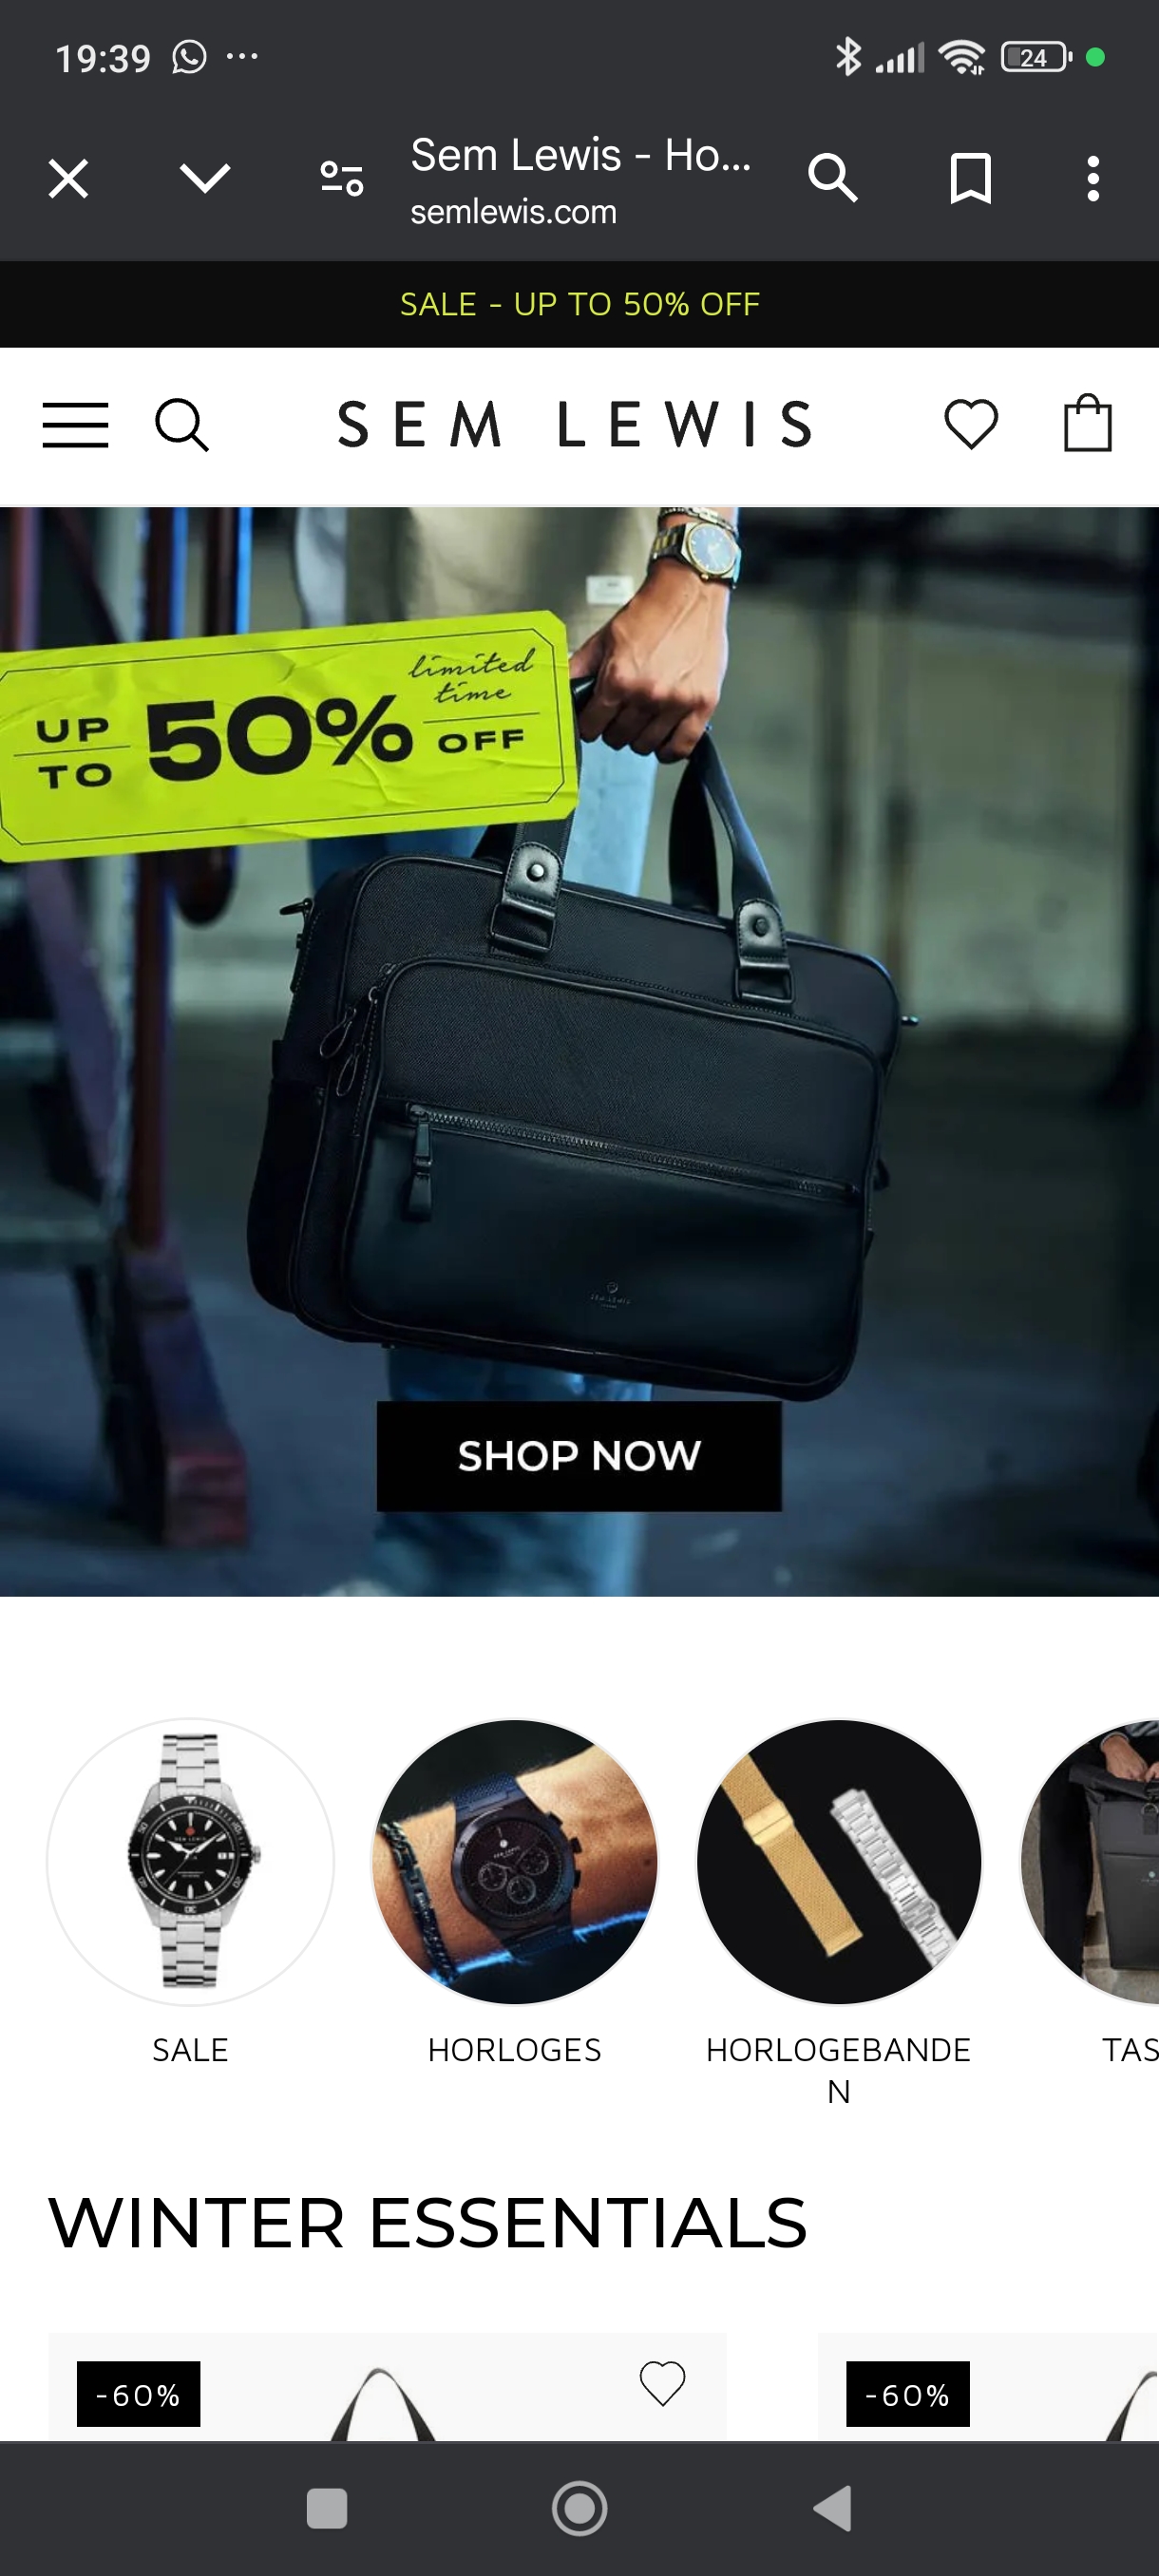 19:39
24
Sem Lewis - Ho...
semlewis.com
SALE - UP TO 50% OFF
SEM LEWIS
limited
time
UP
TO
50%
OFF
SHOP NOW
SALE
HORLOGES
HORLOGEBANDE
N
TAS
WINTER ESSENTIALS
-60%
-60%